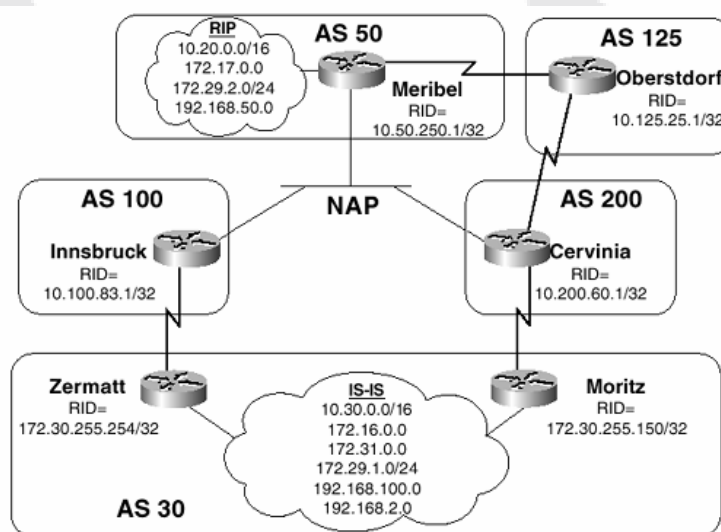 RIP
10.20.0.0/16
172.17.0.0
172.29.2.0/24
192.168.50.0
AS 50
Meribel
RID=
10.50.250.1/32
AS 125
Oberstdorf
RID=
10.125.25.1/32
NAP
AS 100
Innsbruck
RID=
10.100.83.1/32
AS 200
Cervinia
RID=
10.200.60.1/32
Zermatt
RID=
172.30.255.254/32
IS-IS
10.30.0.0/16
172.16.0.0
172.31.0.0
172.29.1.0/24
192.168.100.0
192.168.2.0
Moritz
RID=
172.30.255.150/32
AS 30